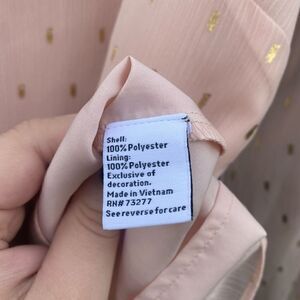 Shell:
100% Polyester
Lining:
100% Polyester
Exclusive of
decoration.
Made in Vietnam
RN# 73277
See reverse for care